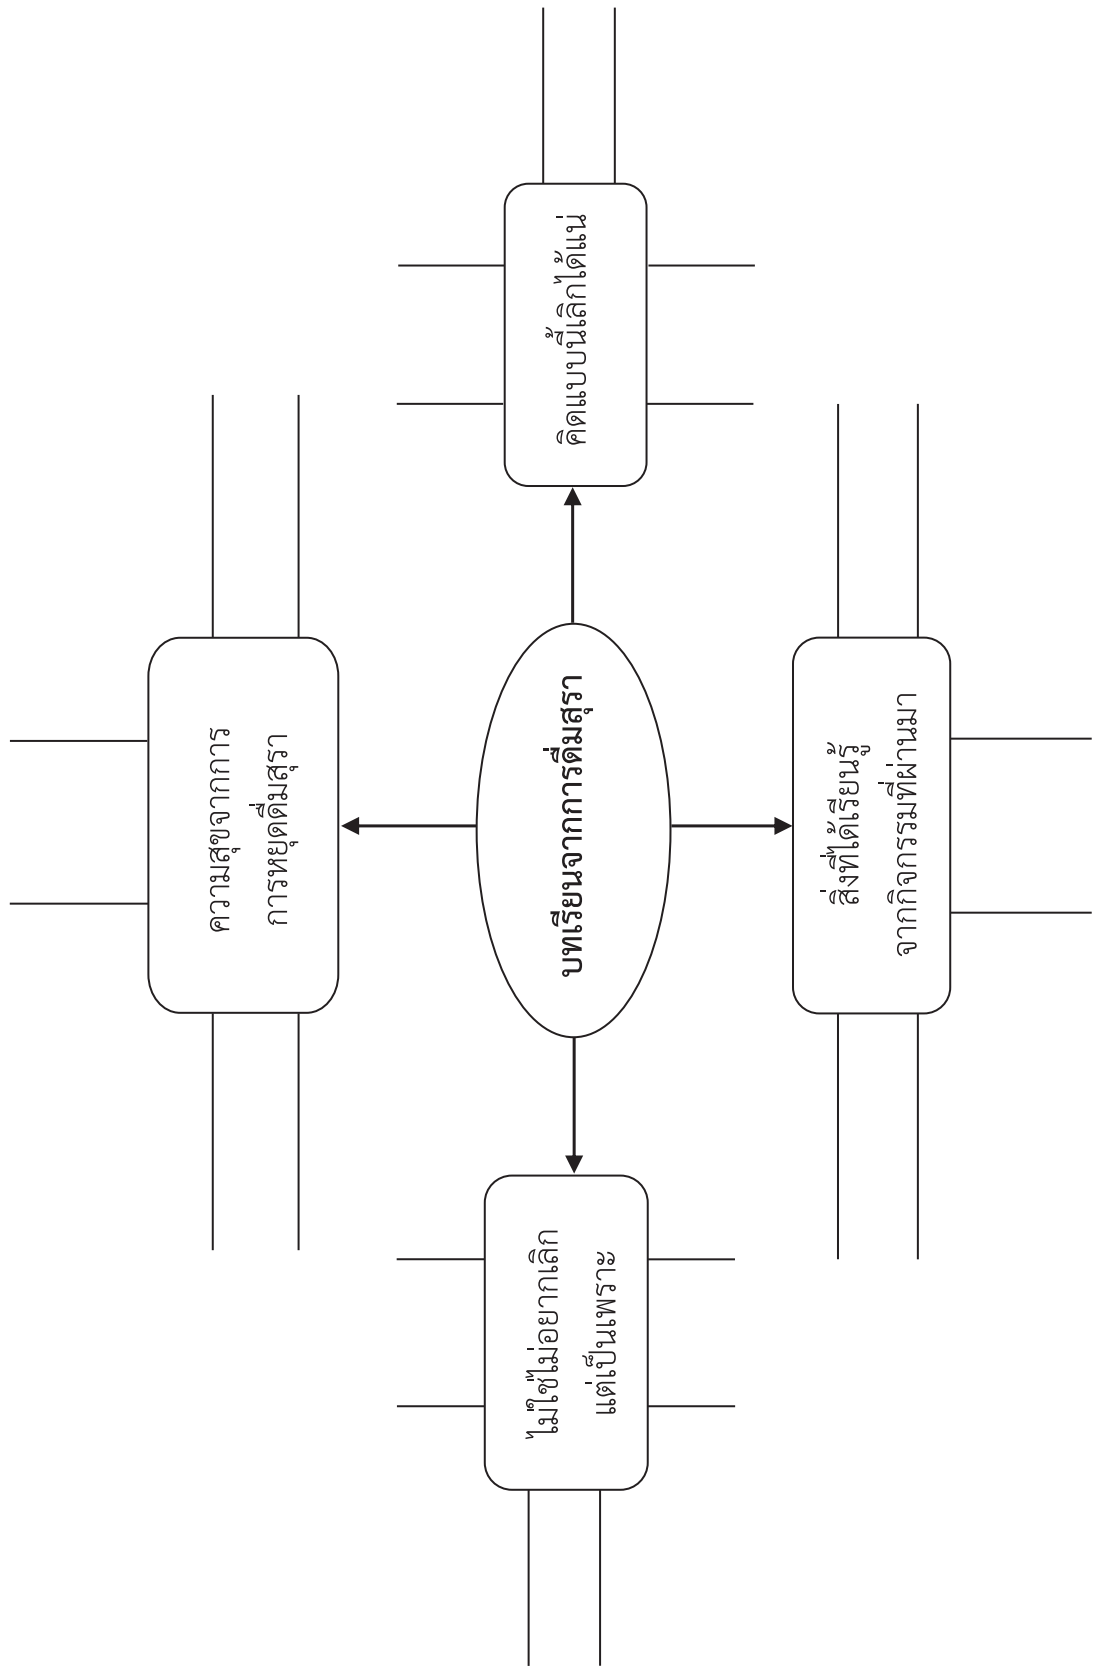 ความสุขจากการ
การหยุดดื่มสุรา
ไม่ใช่ไม่อยากเลิก
แต่เป็นเพราะ
บทเรียนจากการดื่มสุรา
คิดแบบนี้เลิกได้แน่
สิ่งที่ได้เรียนรู้
จากกิจกรรมที่ผ่านมา